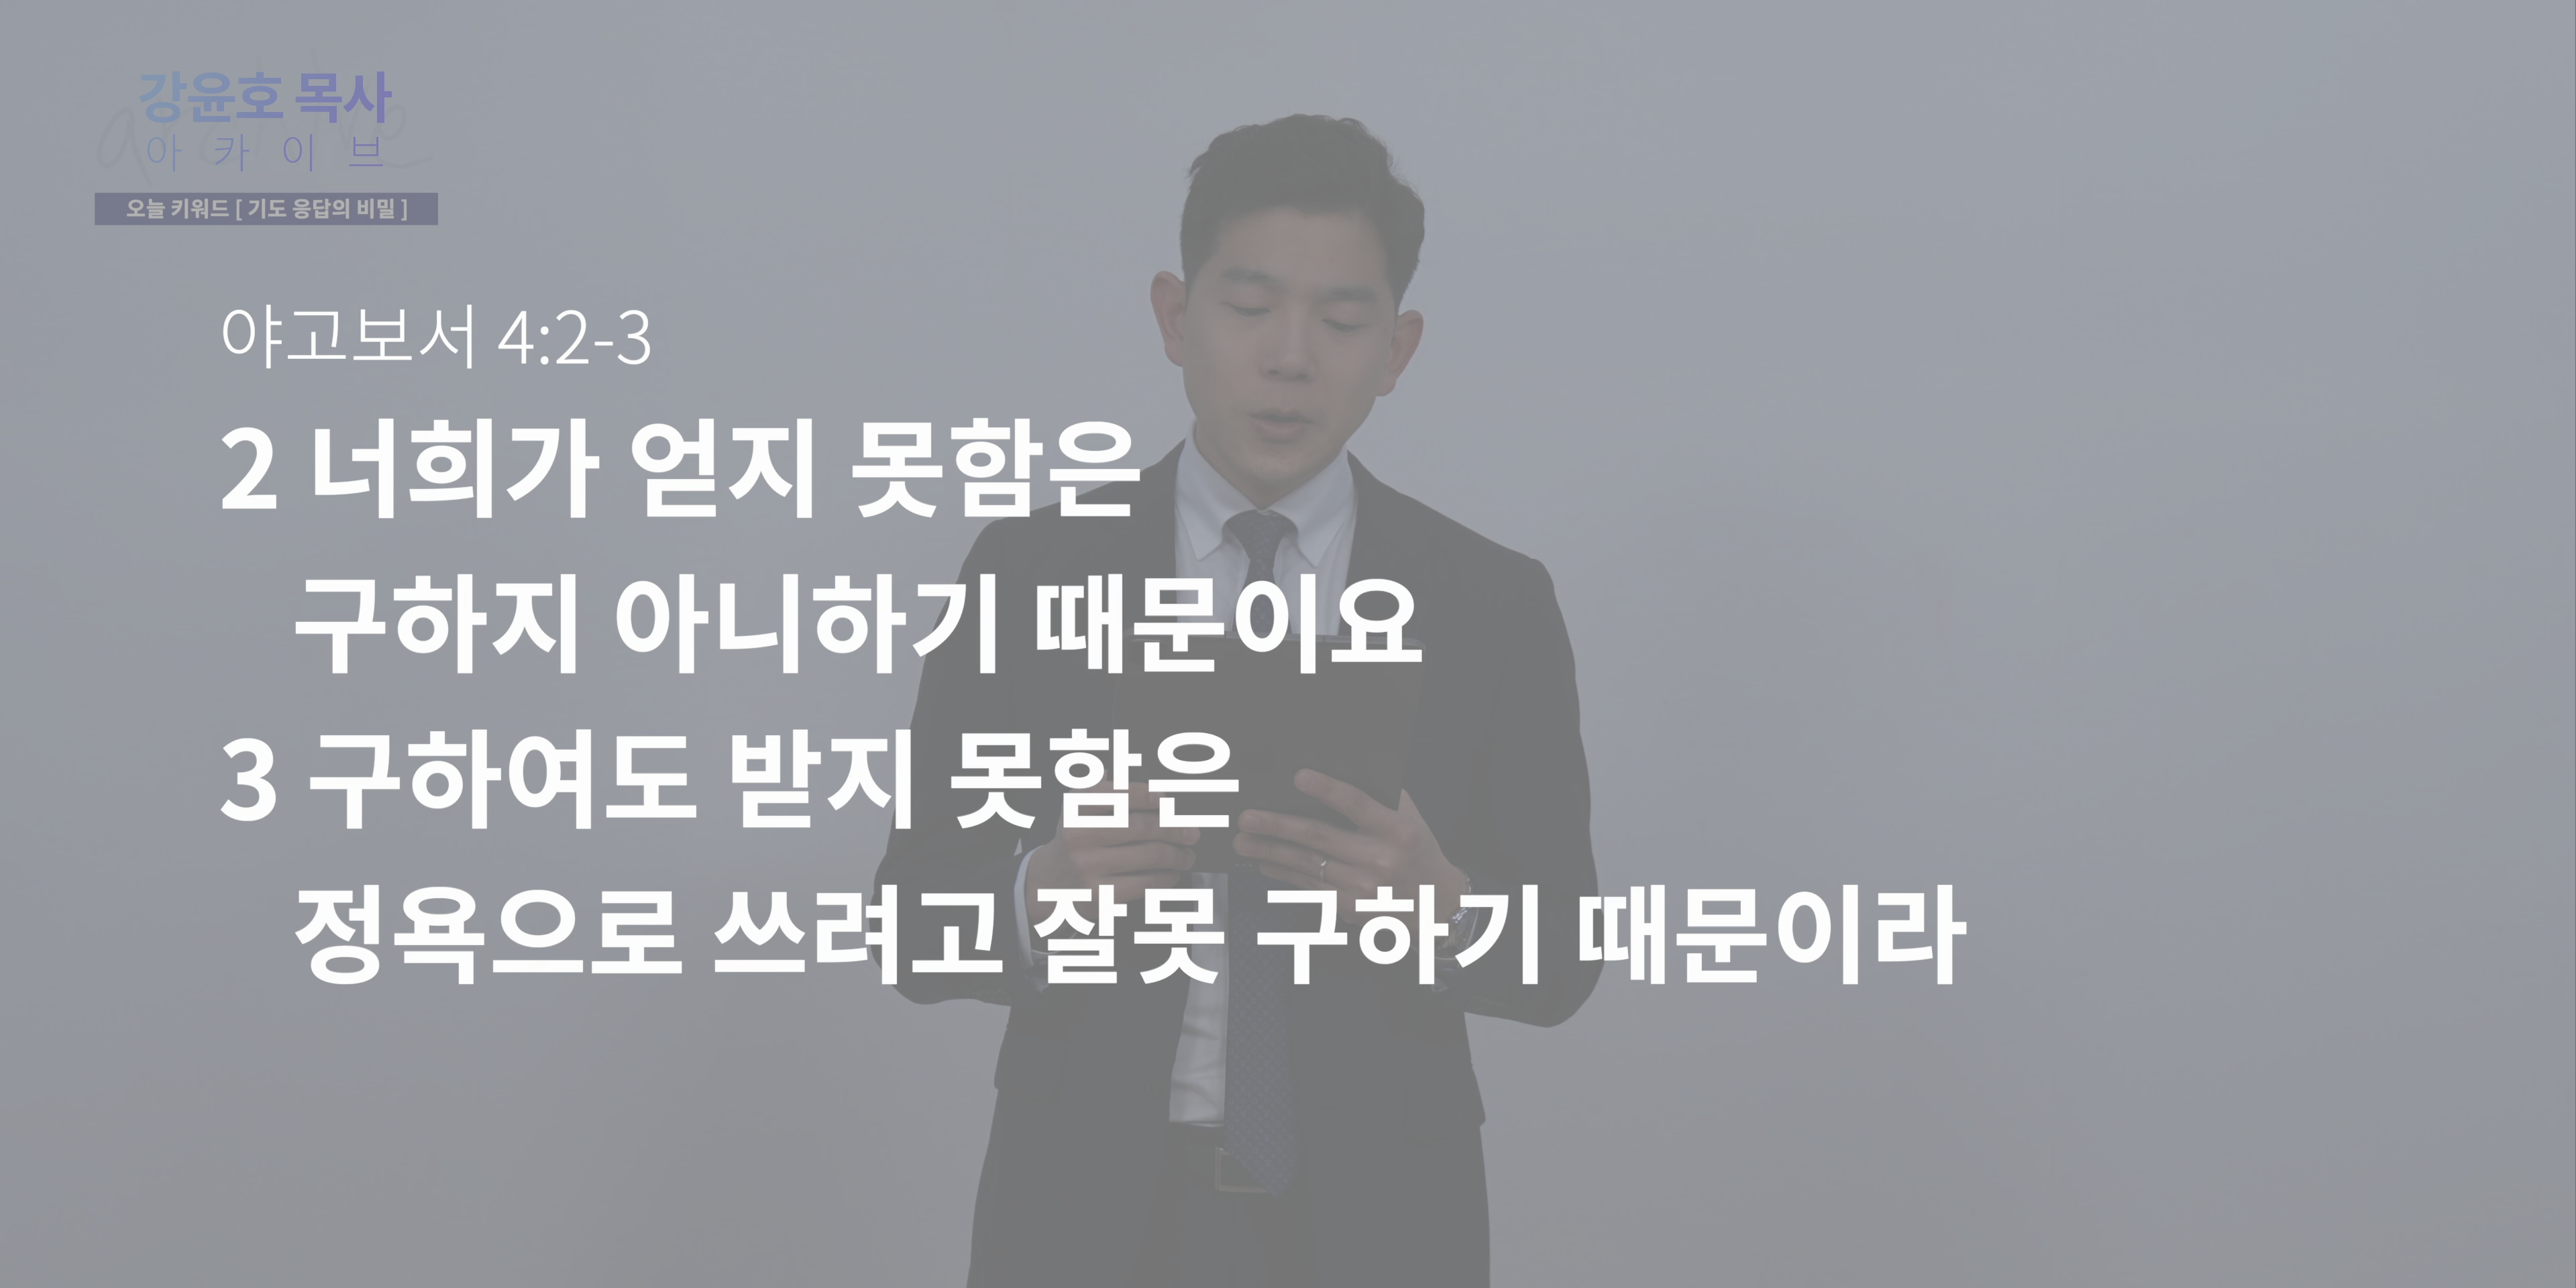 강윤호 목사
아카이브
오늘 키워드 [ 기도 응답의 비밀 ]
야고보서 4:2-3
2 너희가 얻지 못함은
구하지 아니하기 때문이요
3 구하여도 받지 못함은
정욕으로 쓰려고 잘못 구하기 때문이라